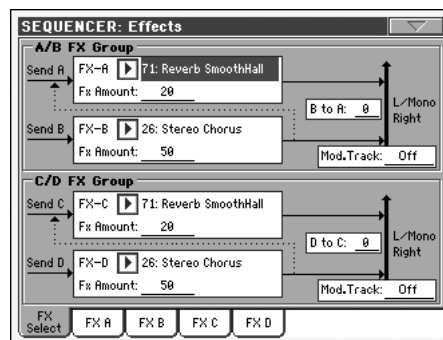 SEQUENCER: Effects
A/B FX Group
Send A
FX-A 71: Reverb SmoothHall
Fx Amount: 20
B to A: 0
L/Mono
Right
Send B
FX-B 26: Stereo Chorus
Fx Amount: 50
Mod.Track: Off
C/D FX Group
Send C
FX-C 71: Reverb SmoothHall
Fx Amount: 20
D to C: 0
L/Mono
Right
Send D
FX-D 26: Stereo Chorus
Fx Amount: 50
Mod.Track: Off
FX Select
FX A
FX B
FX C
FX D